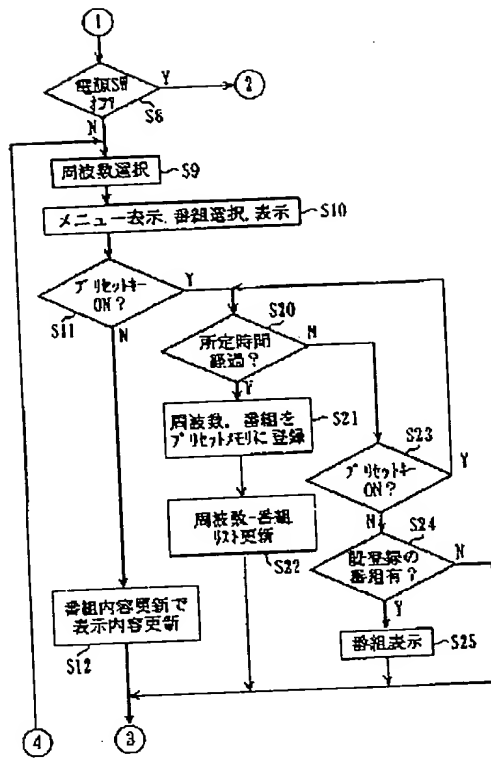 1
電源SW
オフ?
Y
2
S8
N
周波数選択
S9
メニュー表示、番組選択、表示
S10
プリセットキー
ON?
Y
S11
N
S20
所定時間
経過?
N
Y
周波数、番組を
プリセットメモリに登録
S21
S23
プリセットキー
ON?
Y
N
周波数-番組
リスト更新
S22
S24
既登録の
番組有?
N
Y
番組内容更新で
表示内容更新
S12
番組表示
S25
4
3